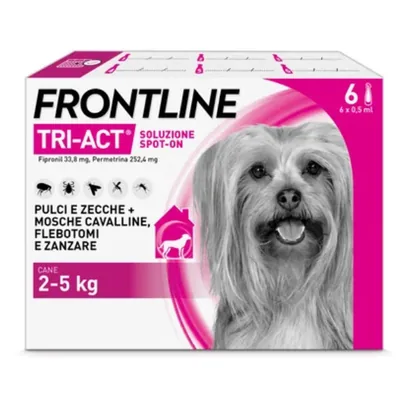 FRONTLINE
TRI-ACT®
SOLUZIONE
SPOT-ON
Fipronil 33,8 mg, Permetrina 252,4 mg
6
6 x 0,5 ml
PULCI E ZECCHE +
MOSCHE CAVALLINE,
FLEBOTOMI
E ZANZARE
CANE
2-5 kg